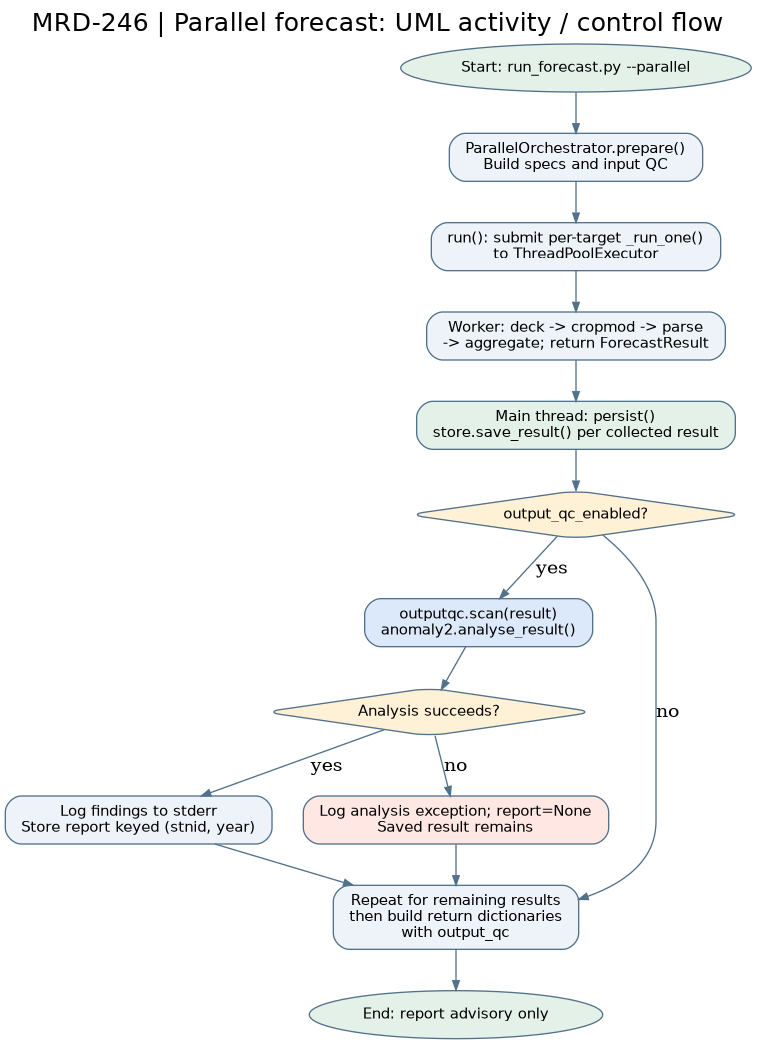 MRD-246 | Parallel forecast: UML activity / control flow
Start: run_forecast.py --parallel
ParallelOrchestrator.prepare()
Build specs and input QC
run(): submit per-target _run_one()
to ThreadPoolExecutor
Worker: deck -> cropmod -> parse
-> aggregate; return ForecastResult
Main thread: persist()
store.save_result() per collected result
output_qc_enabled?
yes
outputqc.scan(result)
anomaly2.analyse_result()
Analysis succeeds?
no
yes
no
Log findings to stderr
Store report keyed (stnid, year)
Log analysis exception; report=None
Saved result remains
Repeat for remaining results
then build return dictionaries
with output_qc
End: report advisory only